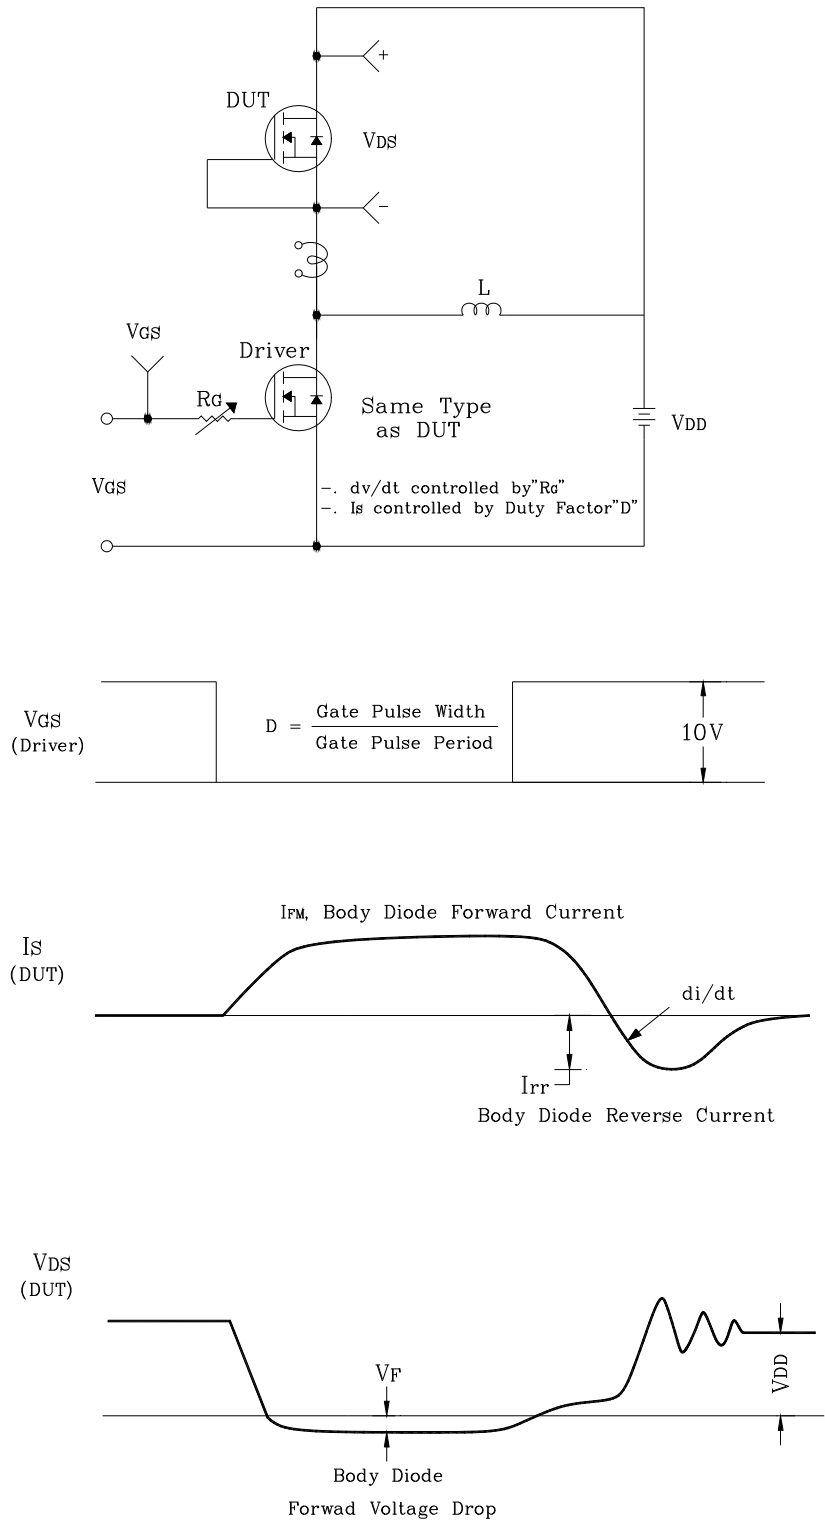 +
DUT
VDS
−
L
VGS
Driver
RG
Same Type
as DUT
VDD
VGS
−. dv/dt controlled by"RG"
−. Is controlled by Duty Factor"D"
VGS
(Driver)
D = Gate Pulse Width
Gate Pulse Period
10V
IFM, Body Diode Forward Current
IS
(DUT)
di/dt
Irr
Body Diode Reverse Current
VDS
(DUT)
VF
VDD
Body Diode
Forwad Voltage Drop